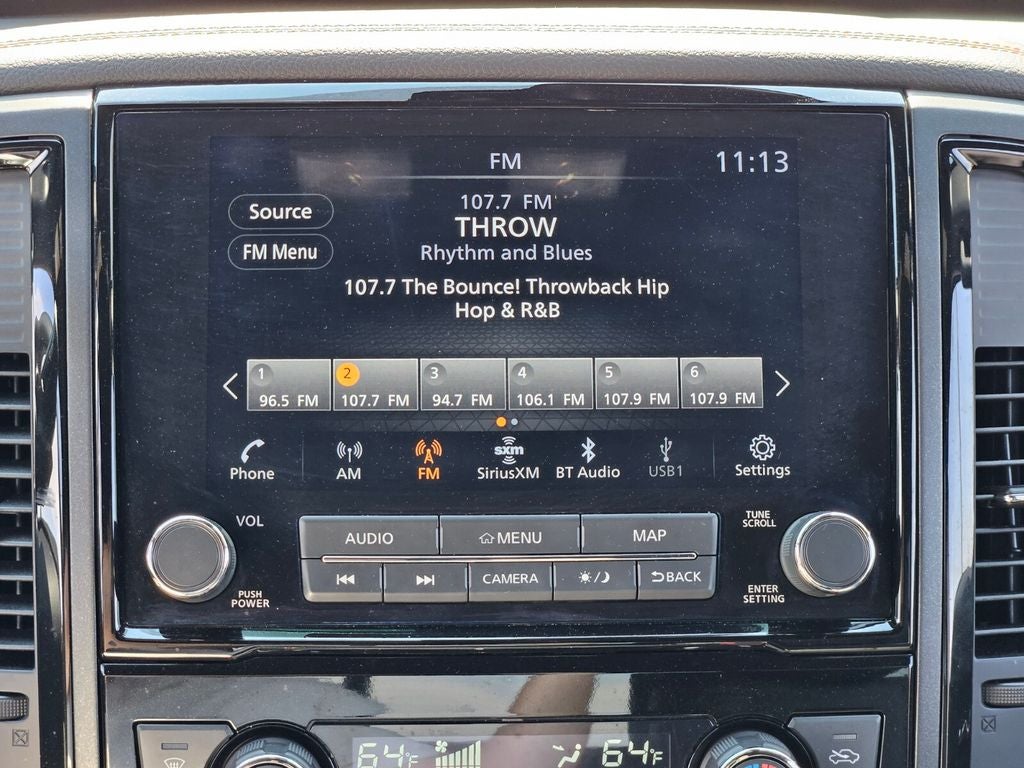 FM
11:13
Source
FM Menu
107.7 FM
THROW
Rhythm and Blues
107.7 The Bounce! Throwback Hip
Hop & R&B
1 2 3 4 5 6
96.5 FM 107.7 FM 94.7 FM 106.1 FM 107.9 FM 107.9 FM
sxm
Phone AM FM SiriusXM BT Audio USB1 Settings
VOL
PUSH
POWER
AUDIO MENU MAP
CAMERA BACK
TUNE
SCROLL
ENTER
SETTING
64°F 64°F